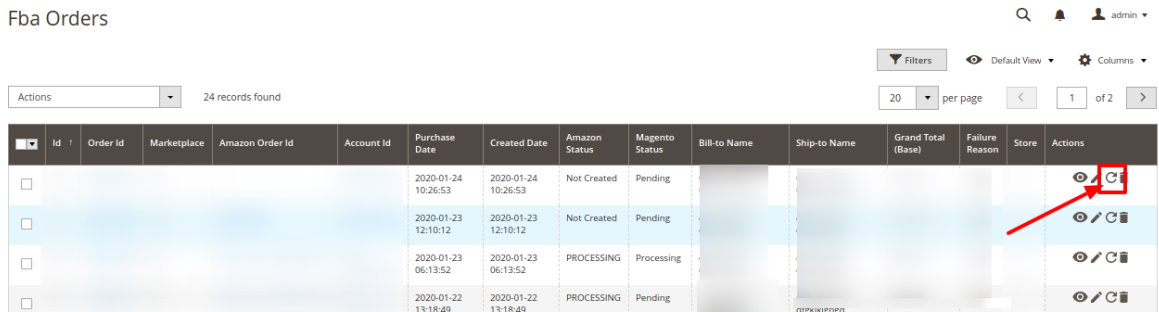 Fba Orders
admin
Filters Default View Columns
Actions 24 records found 20 per page 1 of 2
Id ↑ Order Id Marketplace Amazon Order Id Account Id Purchase Date Created Date Amazon Status Magento Status Bill-to Name Ship-to Name Grand Total (Base) Failure Reason Store Actions
2020-01-24 10:26:53 2020-01-24 10:26:53 Not Created Pending
2020-01-23 12:10:12 2020-01-23 12:10:12 Not Created Pending
2020-01-23 06:13:52 2020-01-23 06:13:52 PROCESSING Processing
2020-01-22 13:18:49 2020-01-22 13:18:49 PROCESSING Pending